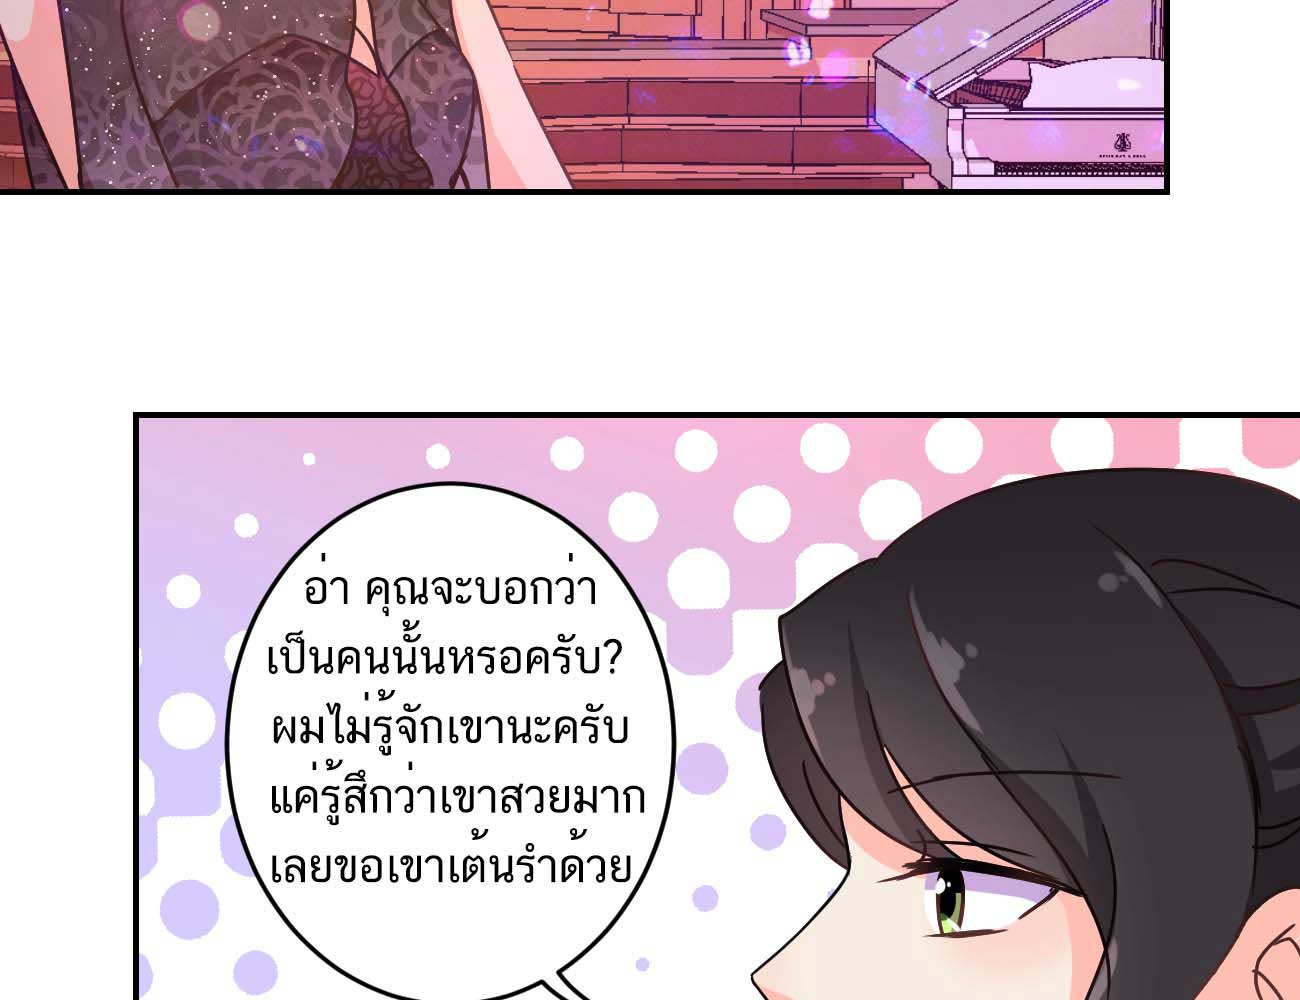 อ่า คุณจะบอกว่า
เป็นคนนั้นหรอครับ?
ผมไม่รู้จักเขานะครับ
แค่รู้สึกว่าเขาสวยมาก
เลยขอเขาเต้นรำด้วย